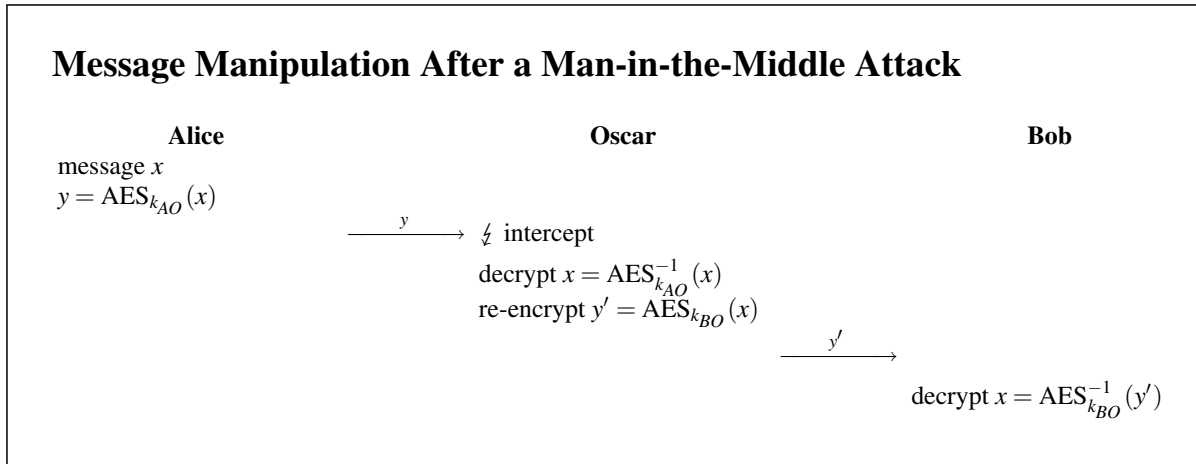 Message Manipulation After a Man-in-the-Middle Attack
Alice Oscar Bob
message x
y = AES_{k_{AO}}(x)
y
↯ intercept
decrypt x = AES^{-1}_{k_{AO}}(x)
re-encrypt y′ = AES_{k_{BO}}(x)
y′
decrypt x = AES^{-1}_{k_{BO}}(y′)